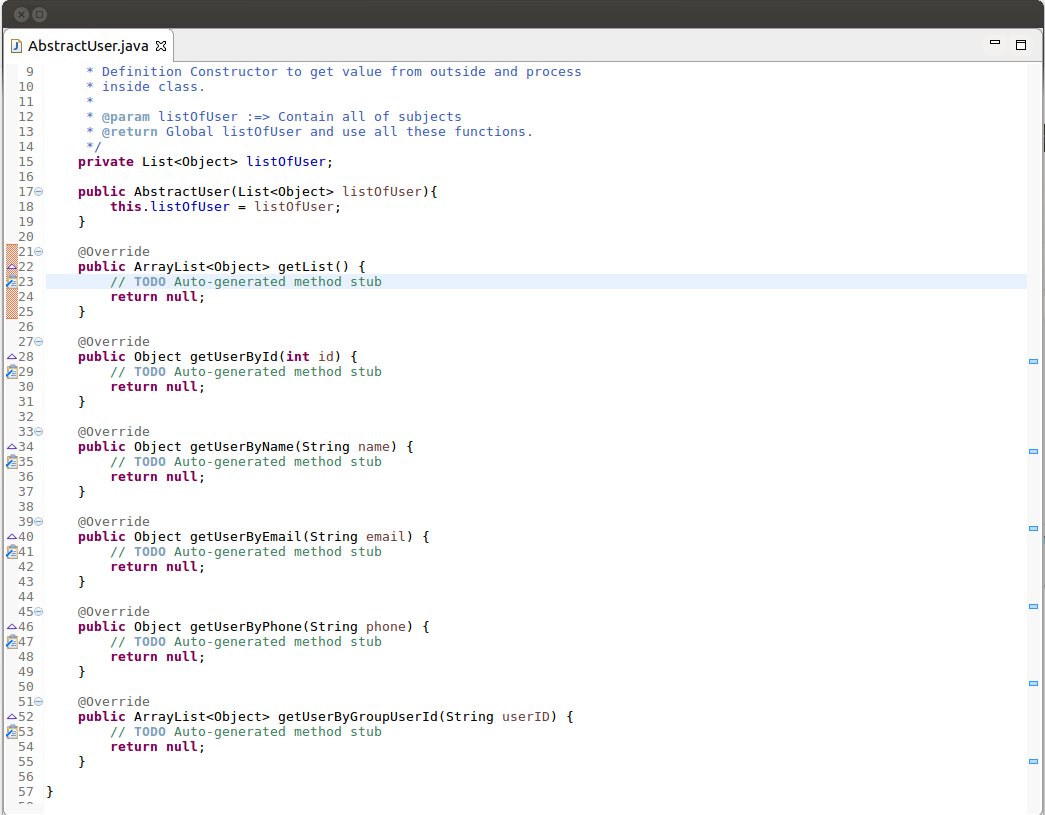 AbstractUser.java
9 * Definition Constructor to get value from outside and process
10 * inside class.
11 *
12 * @param listOfUser :=> Contain all of subjects
13 * @return Global listOfUser and use all these functions.
14 */
15 private List<Object> listOfUser;
16
17 public AbstractUser(List<Object> listOfUser){
18 this.listOfUser = listOfUser;
19 }
20
21 @Override
22 public ArrayList<Object> getList() {
23 // TODO Auto-generated method stub
24 return null;
25 }
26
27 @Override
28 public Object getUserById(int id) {
29 // TODO Auto-generated method stub
30 return null;
31 }
32
33 @Override
34 public Object getUserByName(String name) {
35 // TODO Auto-generated method stub
36 return null;
37 }
38
39 @Override
40 public Object getUserByEmail(String email) {
41 // TODO Auto-generated method stub
42 return null;
43 }
44
45 @Override
46 public Object getUserByPhone(String phone) {
47 // TODO Auto-generated method stub
48 return null;
49 }
50
51 @Override
52 public ArrayList<Object> getUserByGroupUserId(String userID) {
53 // TODO Auto-generated method stub
54 return null;
55 }
56
57 }